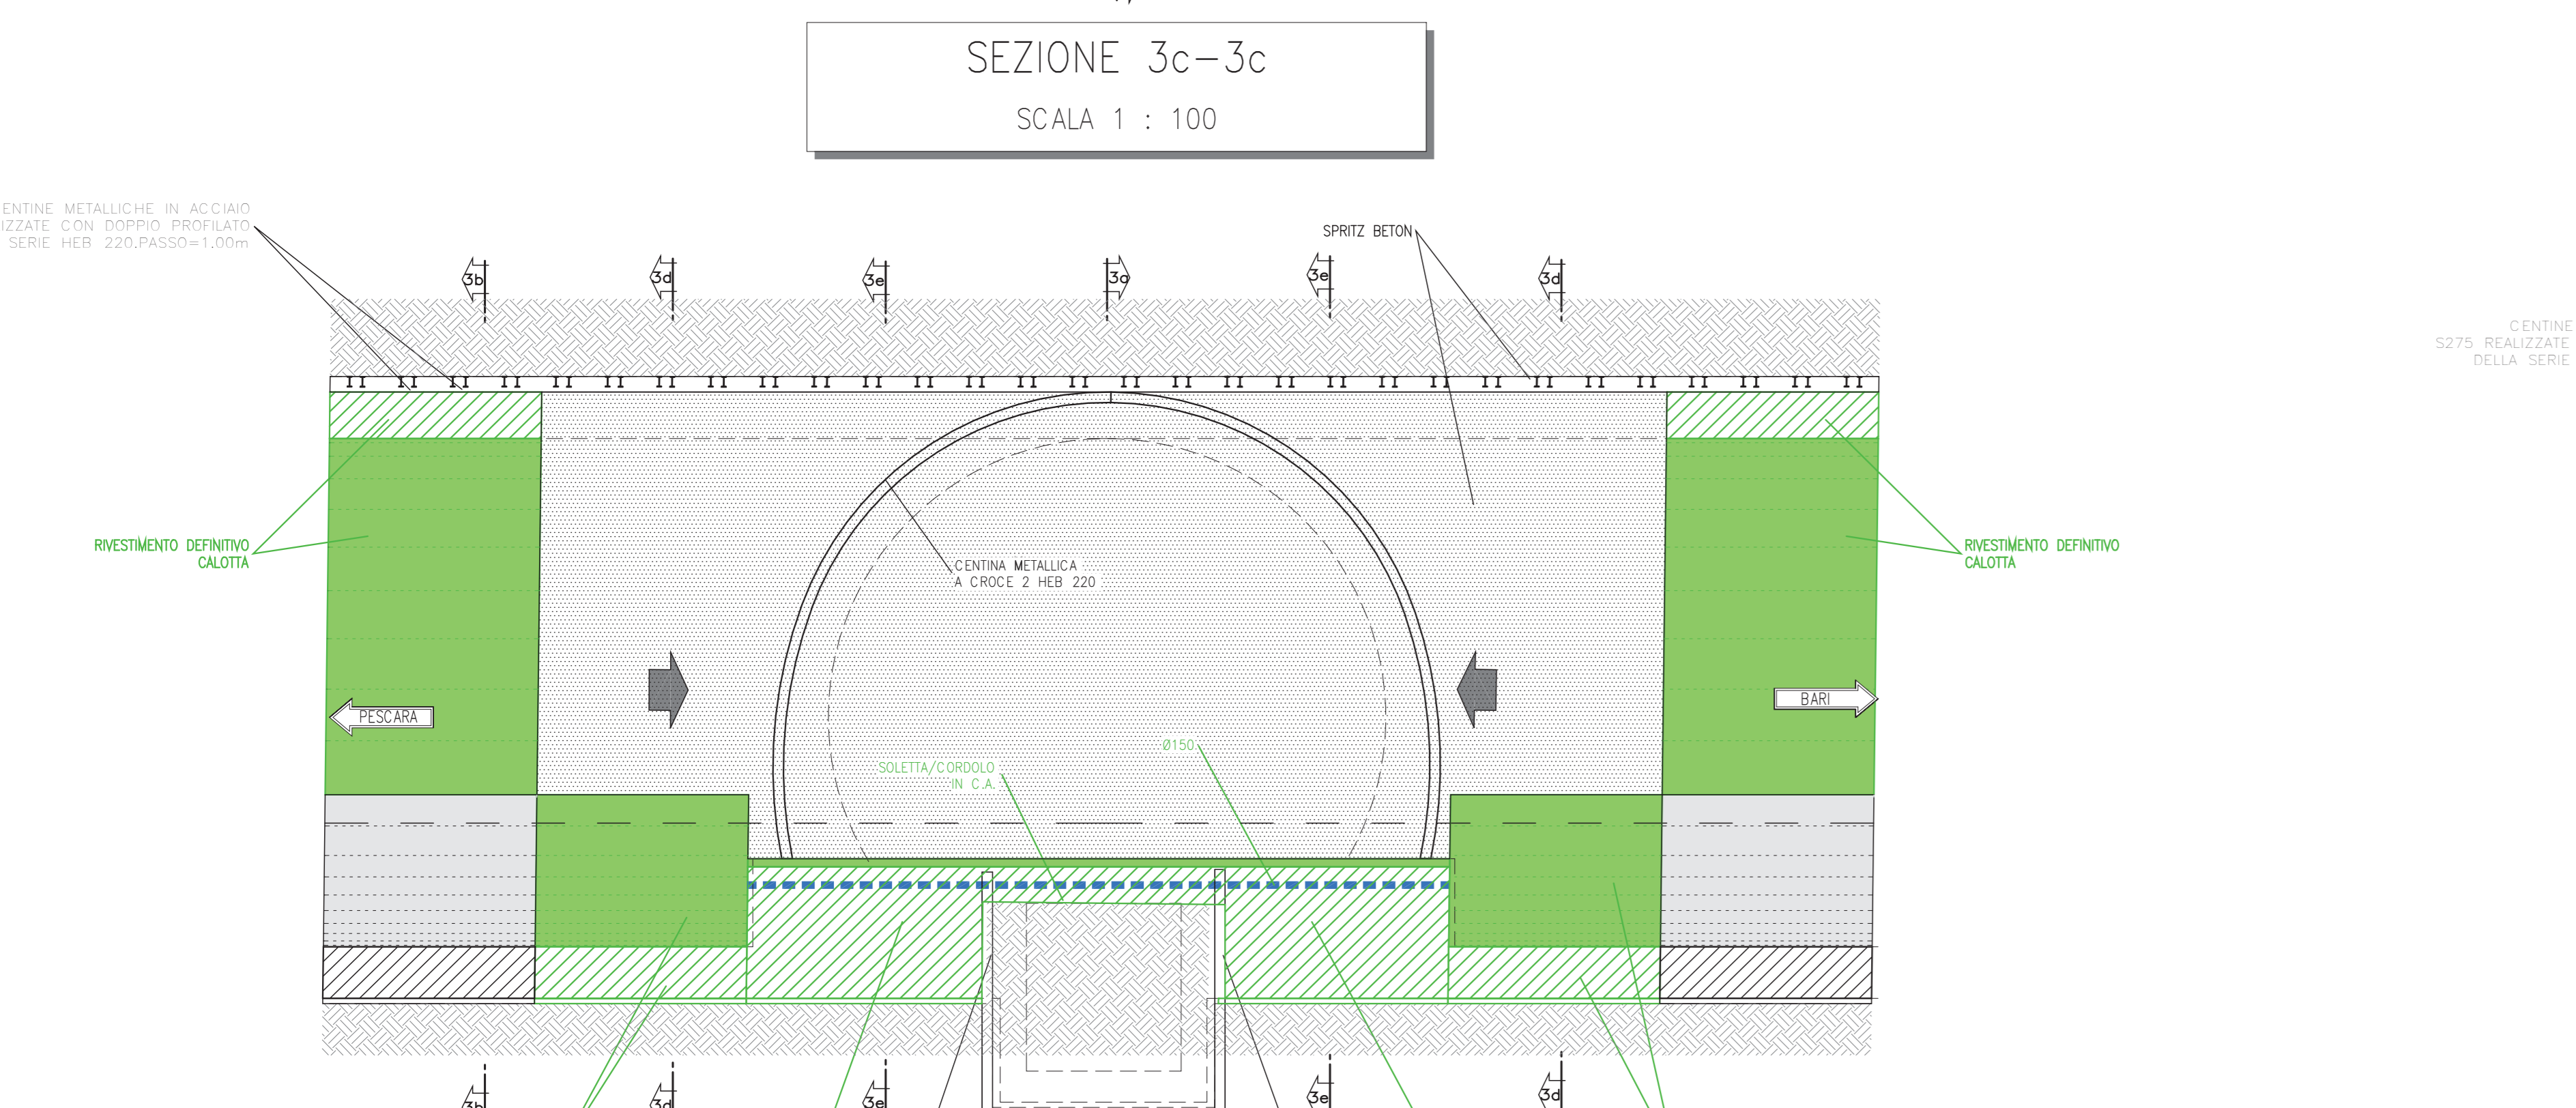 SEZIONE 3c-3c
SCALA 1 : 100
ENTINE METALLICHE IN ACCIAIO
IZZATE CON DOPPIO PROFILATO
SERIE HEB 220.PASSO=1.00m
SPRITZ BETON
3b
3d
3e
3a
3e
3d
CENTINE
S275 REALIZZATE
DELLA SERIE
RIVESTIMENTO DEFINITIVO
CALOTTA
CENTINA METALLICA
A CROCE 2 HEB 220
RIVESTIMENTO DEFINITIVO
CALOTTA
PESCARA
BARI
Ø150
SOLETTA/CORDOLO
IN C.A.
3b
3d
3e
3e
3d